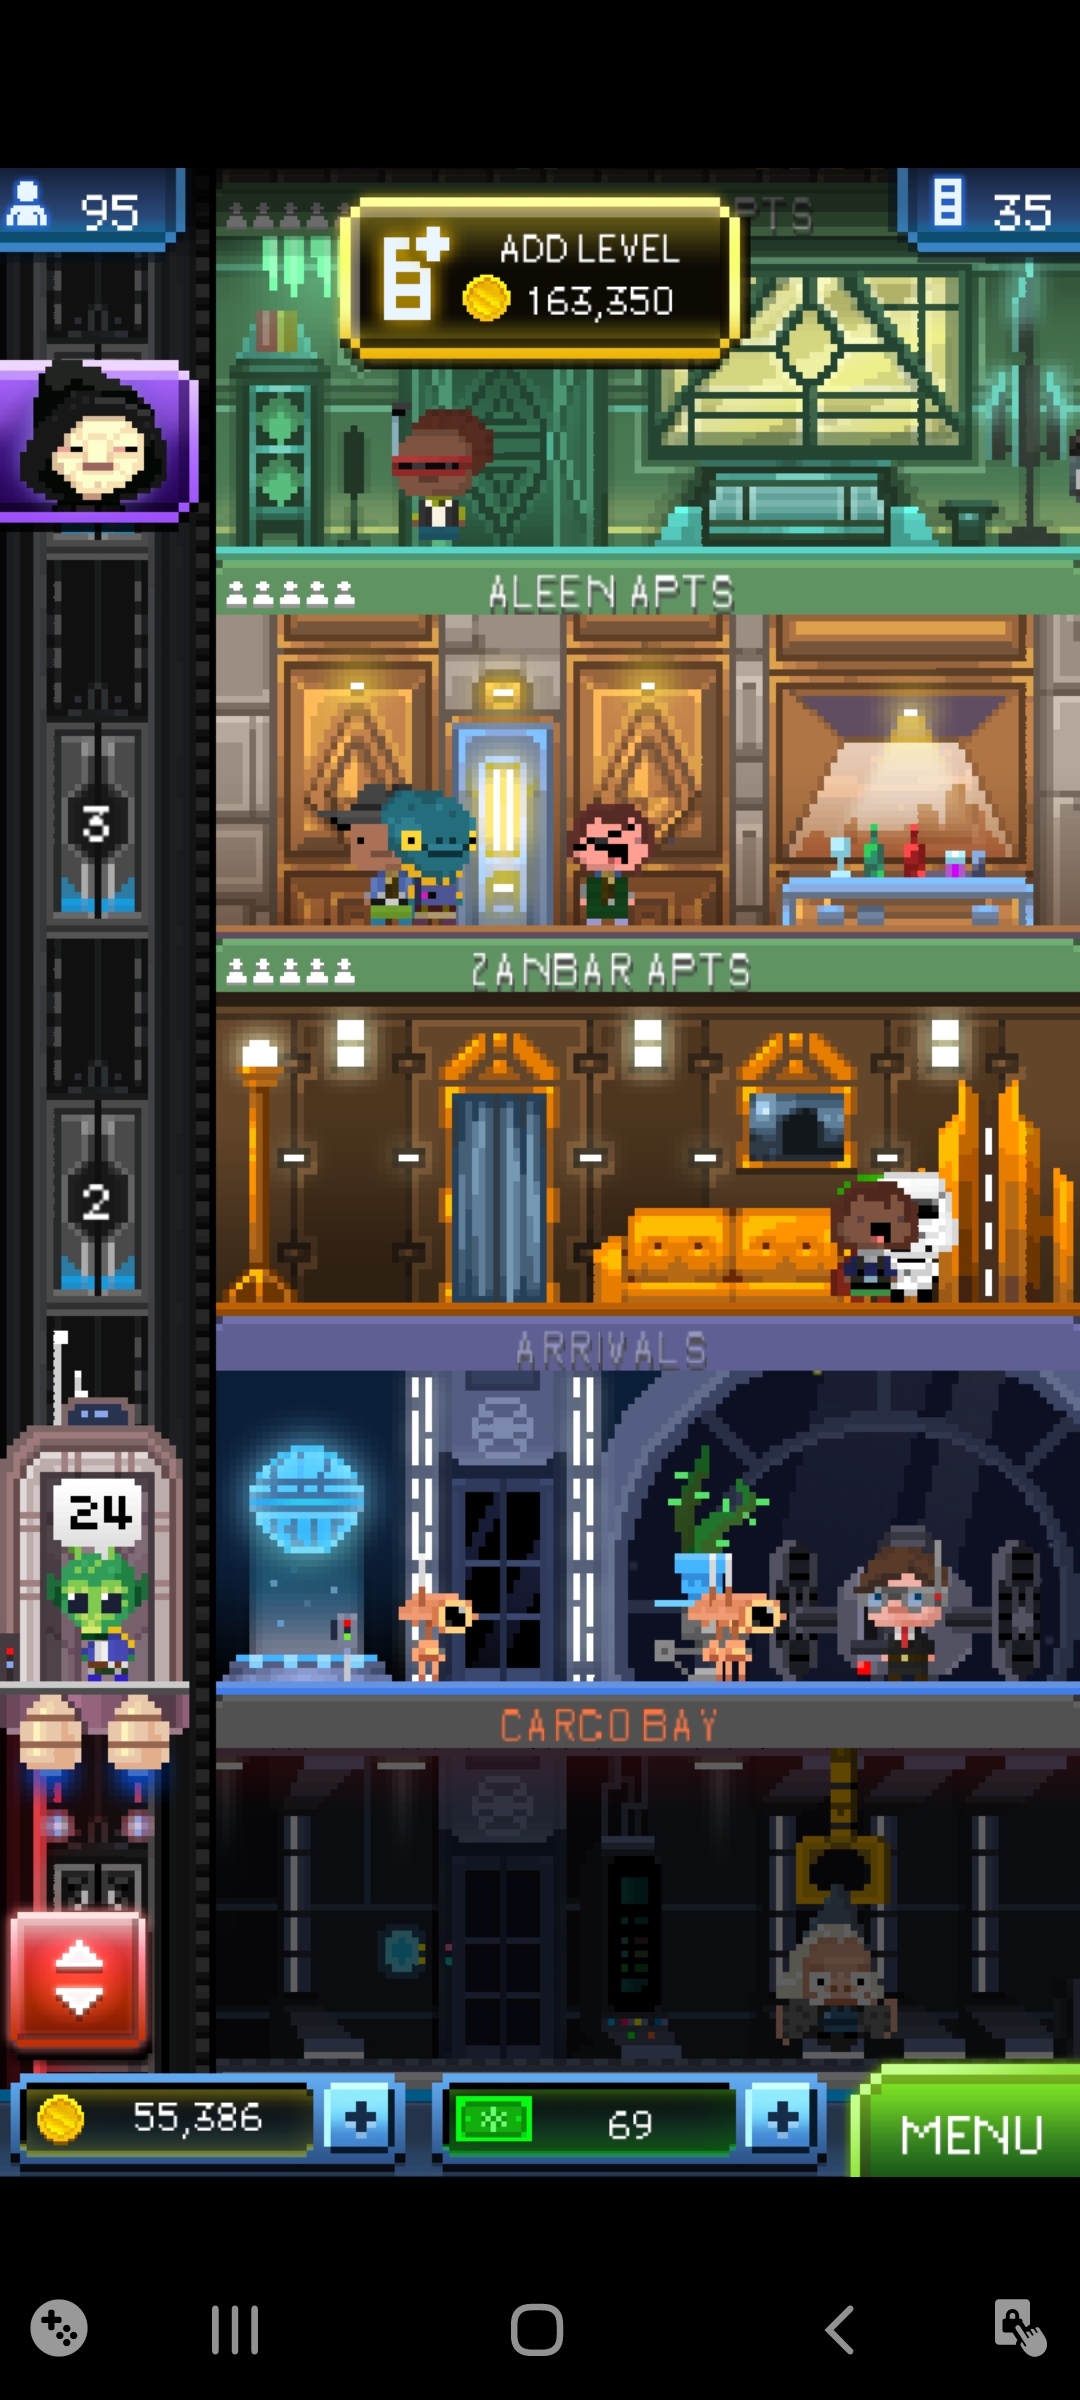 95
PTS
35
ADD LEVEL
163,350
ALEEN APTS
3
ZANBAR APTS
2
ARRIVALS
24
CARGO BAY
55,386
69
MENU